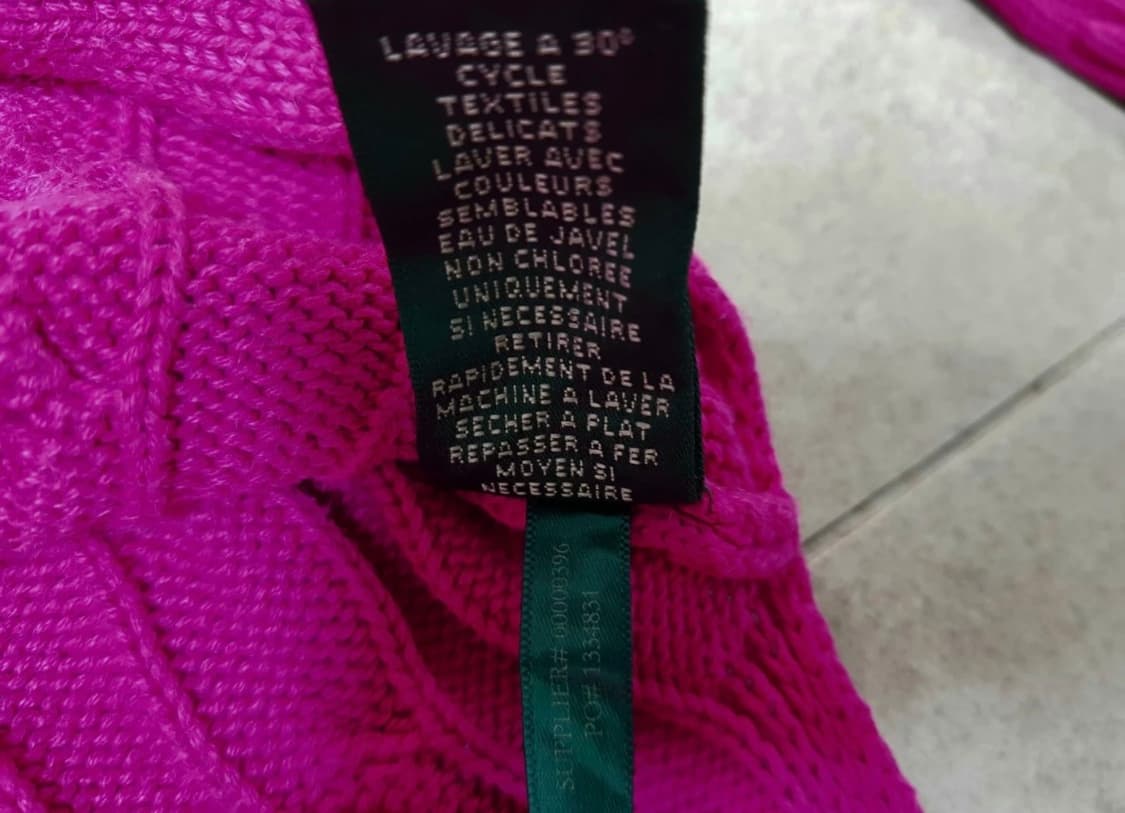 LAVAGE A 30°
CYCLE
TEXTILES
DELICATS
LAVER AVEC
COULEURS
SEMBLABLES
EAU DE JAVEL
NON CHLOREE
UNIQUEMENT
SI NECESSAIRE
RETIRER
RAPIDEMENT DE LA
MACHINE A LAVER
SECHER A PLAT
REPASSER A FER
MOYEN SI
NECESSAIRE
SUPPLIER# 00000396
PO# 1334831